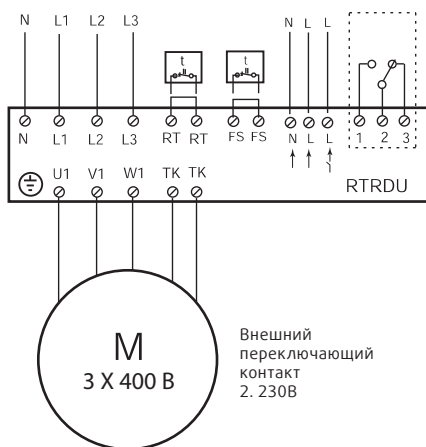 N L1 L2 L3 N L L
t t
N L1 L2 L3 RT RT FS FS N L L 1 2 3
U1 V1 W1 TK TK RTRDU
M
3 X 400 В
Внешний
переключающий
контакт
2. 230В